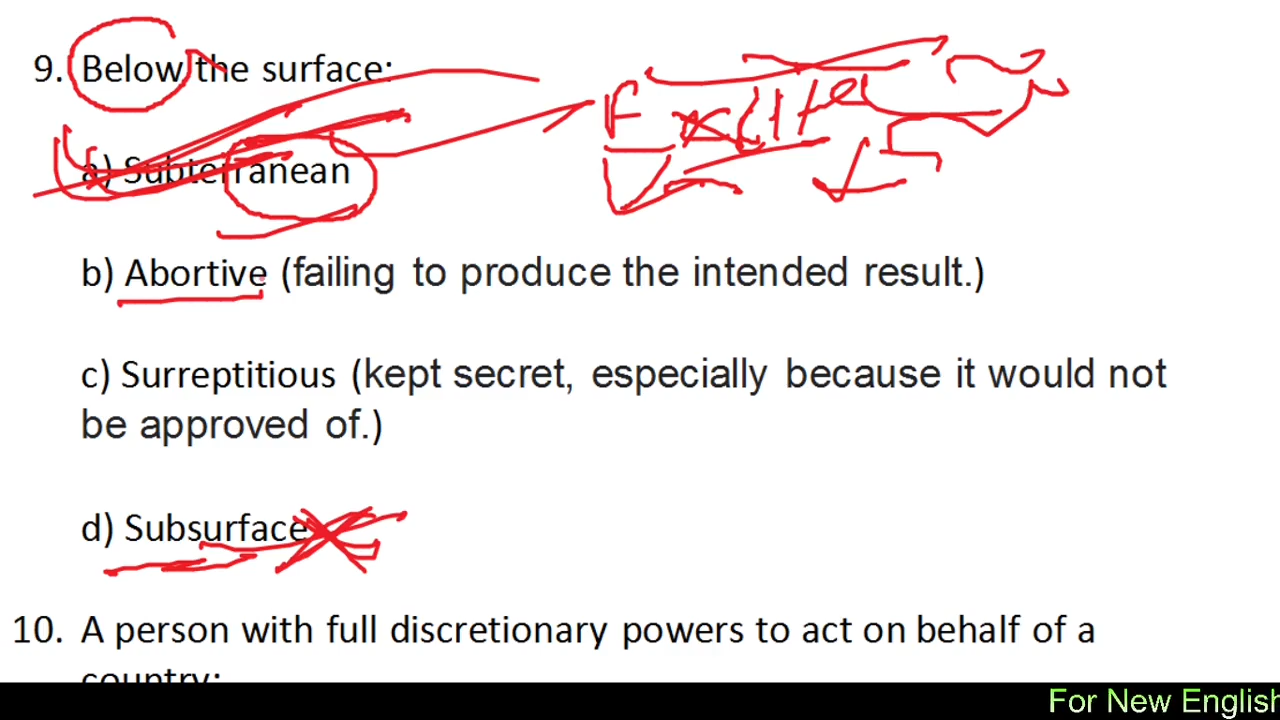 9. Below the surface:
a) Subterranean
b) Abortive (failing to produce the intended result.)
c) Surreptitious (kept secret, especially because it would not
be approved of.)
d) Subsurface
10. A person with full discretionary powers to act on behalf of a
country:
For New English